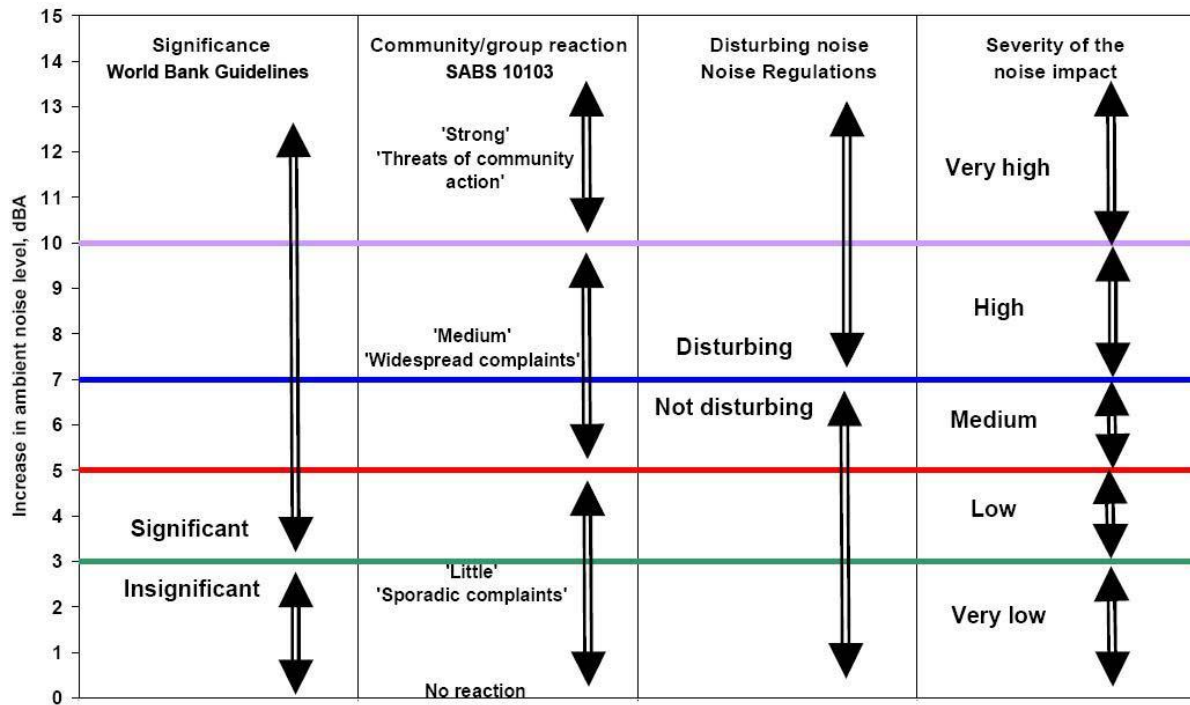 Increase in ambient noise level, dBA
15
14
13
12
11
10
9
8
7
6
5
4
3
2
1
0
Significance
World Bank Guidelines
Significant
Insignificant
Community/group reaction
SABS 10103
'Strong'
'Threats of community
action'
'Medium'
'Widespread complaints'
'Little'
'Sporadic complaints'
No reaction
Disturbing noise
Noise Regulations
Disturbing
Not disturbing
Severity of the
noise impact
Very high
High
Medium
Low
Very low